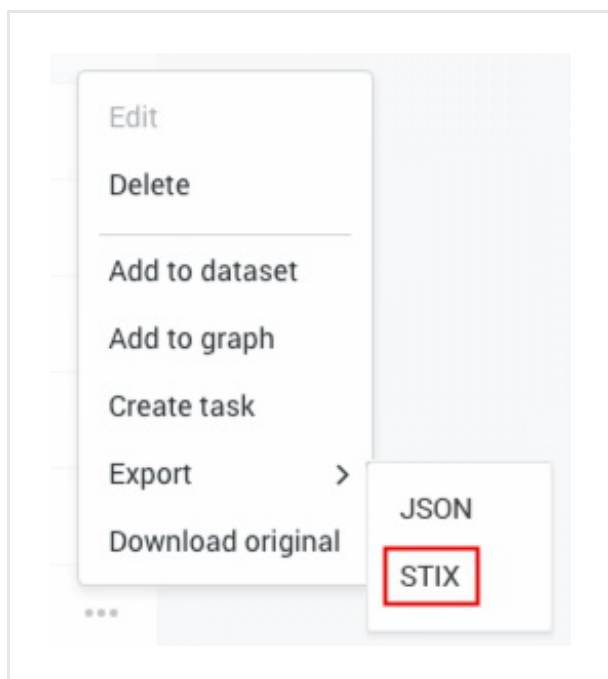 Edit
Delete
Add to dataset
Add to graph
Create task
Export
JSON
Download original
STIX